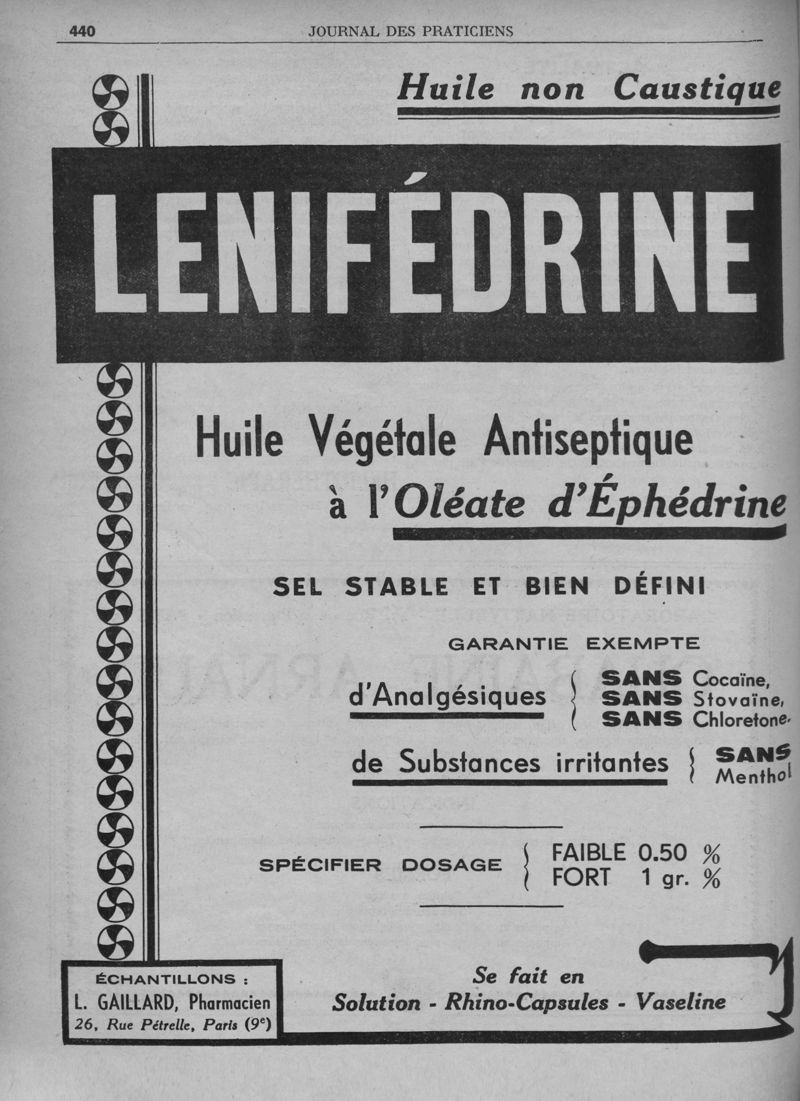 440
JOURNAL DES PRATICIENS
Huile non Caustique
LENIFÉDRINE
Huile Végétale Antiseptique
à l'Oléate d'Éphédrine
SEL STABLE ET BIEN DÉFINI
GARANTIE EXEMPTE
d'Analgésiques { SANS Cocaïne,
SANS Stovaïne,
SANS Chloretone.
de Substances irritantes { SANS
Menthol
SPÉCIFIER DOSAGE { FAIBLE 0.50 %
FORT 1 gr. %
ÉCHANTILLONS :
L. GAILLARD, Pharmacien
26, Rue Pétrelle, Paris (9e)
Se fait en
Solution - Rhino-Capsules - Vaseline